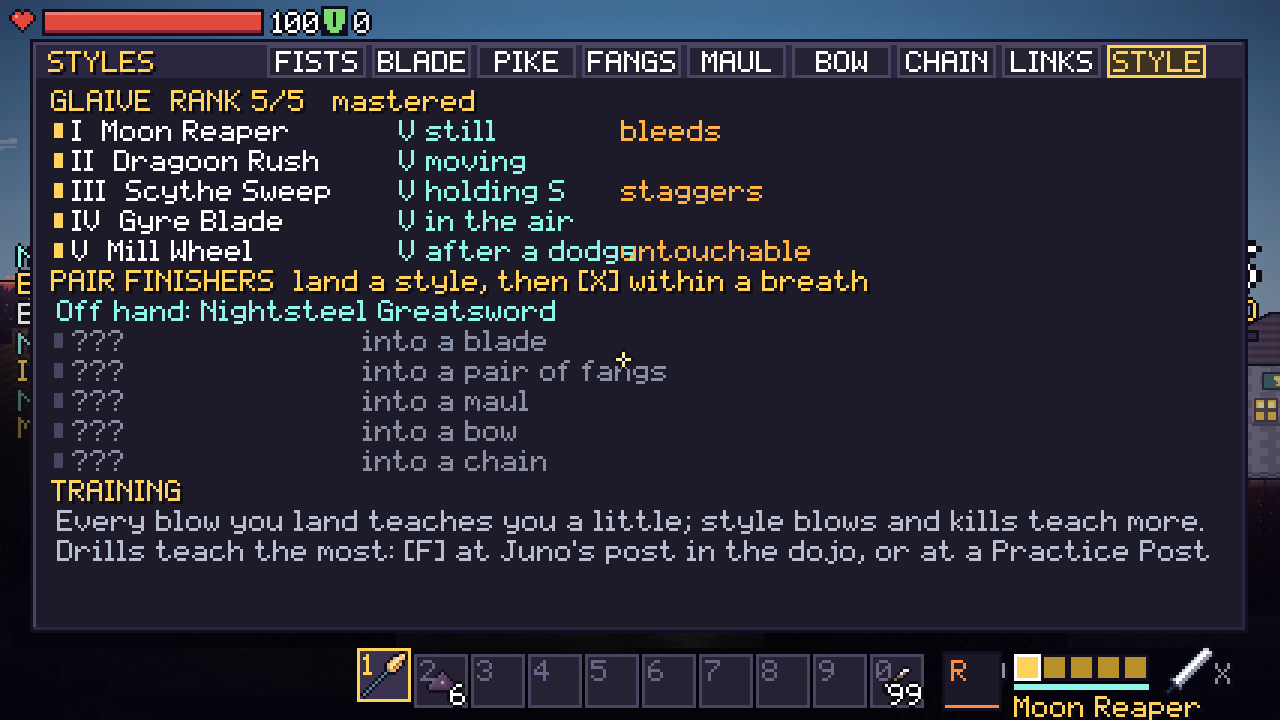 100 0
STYLES FISTS BLADE PIKE FANGS MAUL BOW CHAIN LINKS STYLE
GLAIVE RANK 5/5 mastered
I Moon Reaper V still bleeds
II Dragoon Rush V moving
III Scythe Sweep V holding S staggers
IV Gyre Blade V in the air
V Mill Wheel V after a dodge untouchable
PAIR FINISHERS land a style, then [X] within a breath
Off hand: Nightsteel Greatsword
??? into a blade
??? into a pair of fangs
??? into a maul
??? into a bow
??? into a chain
TRAINING
Every blow you land teaches you a little; style blows and kills teach more.
Drills teach the most: [F] at Juno's post in the dojo, or at a Practice Post
1 2 6 3 4 5 6 7 8 9 0 99 R X
Moon Reaper